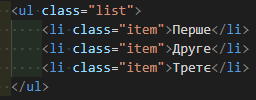 <ul class="list">
    <li class="item">Перше</li>
    <li class="item">Друге</li>
    <li class="item">Третє</li>
</ul>